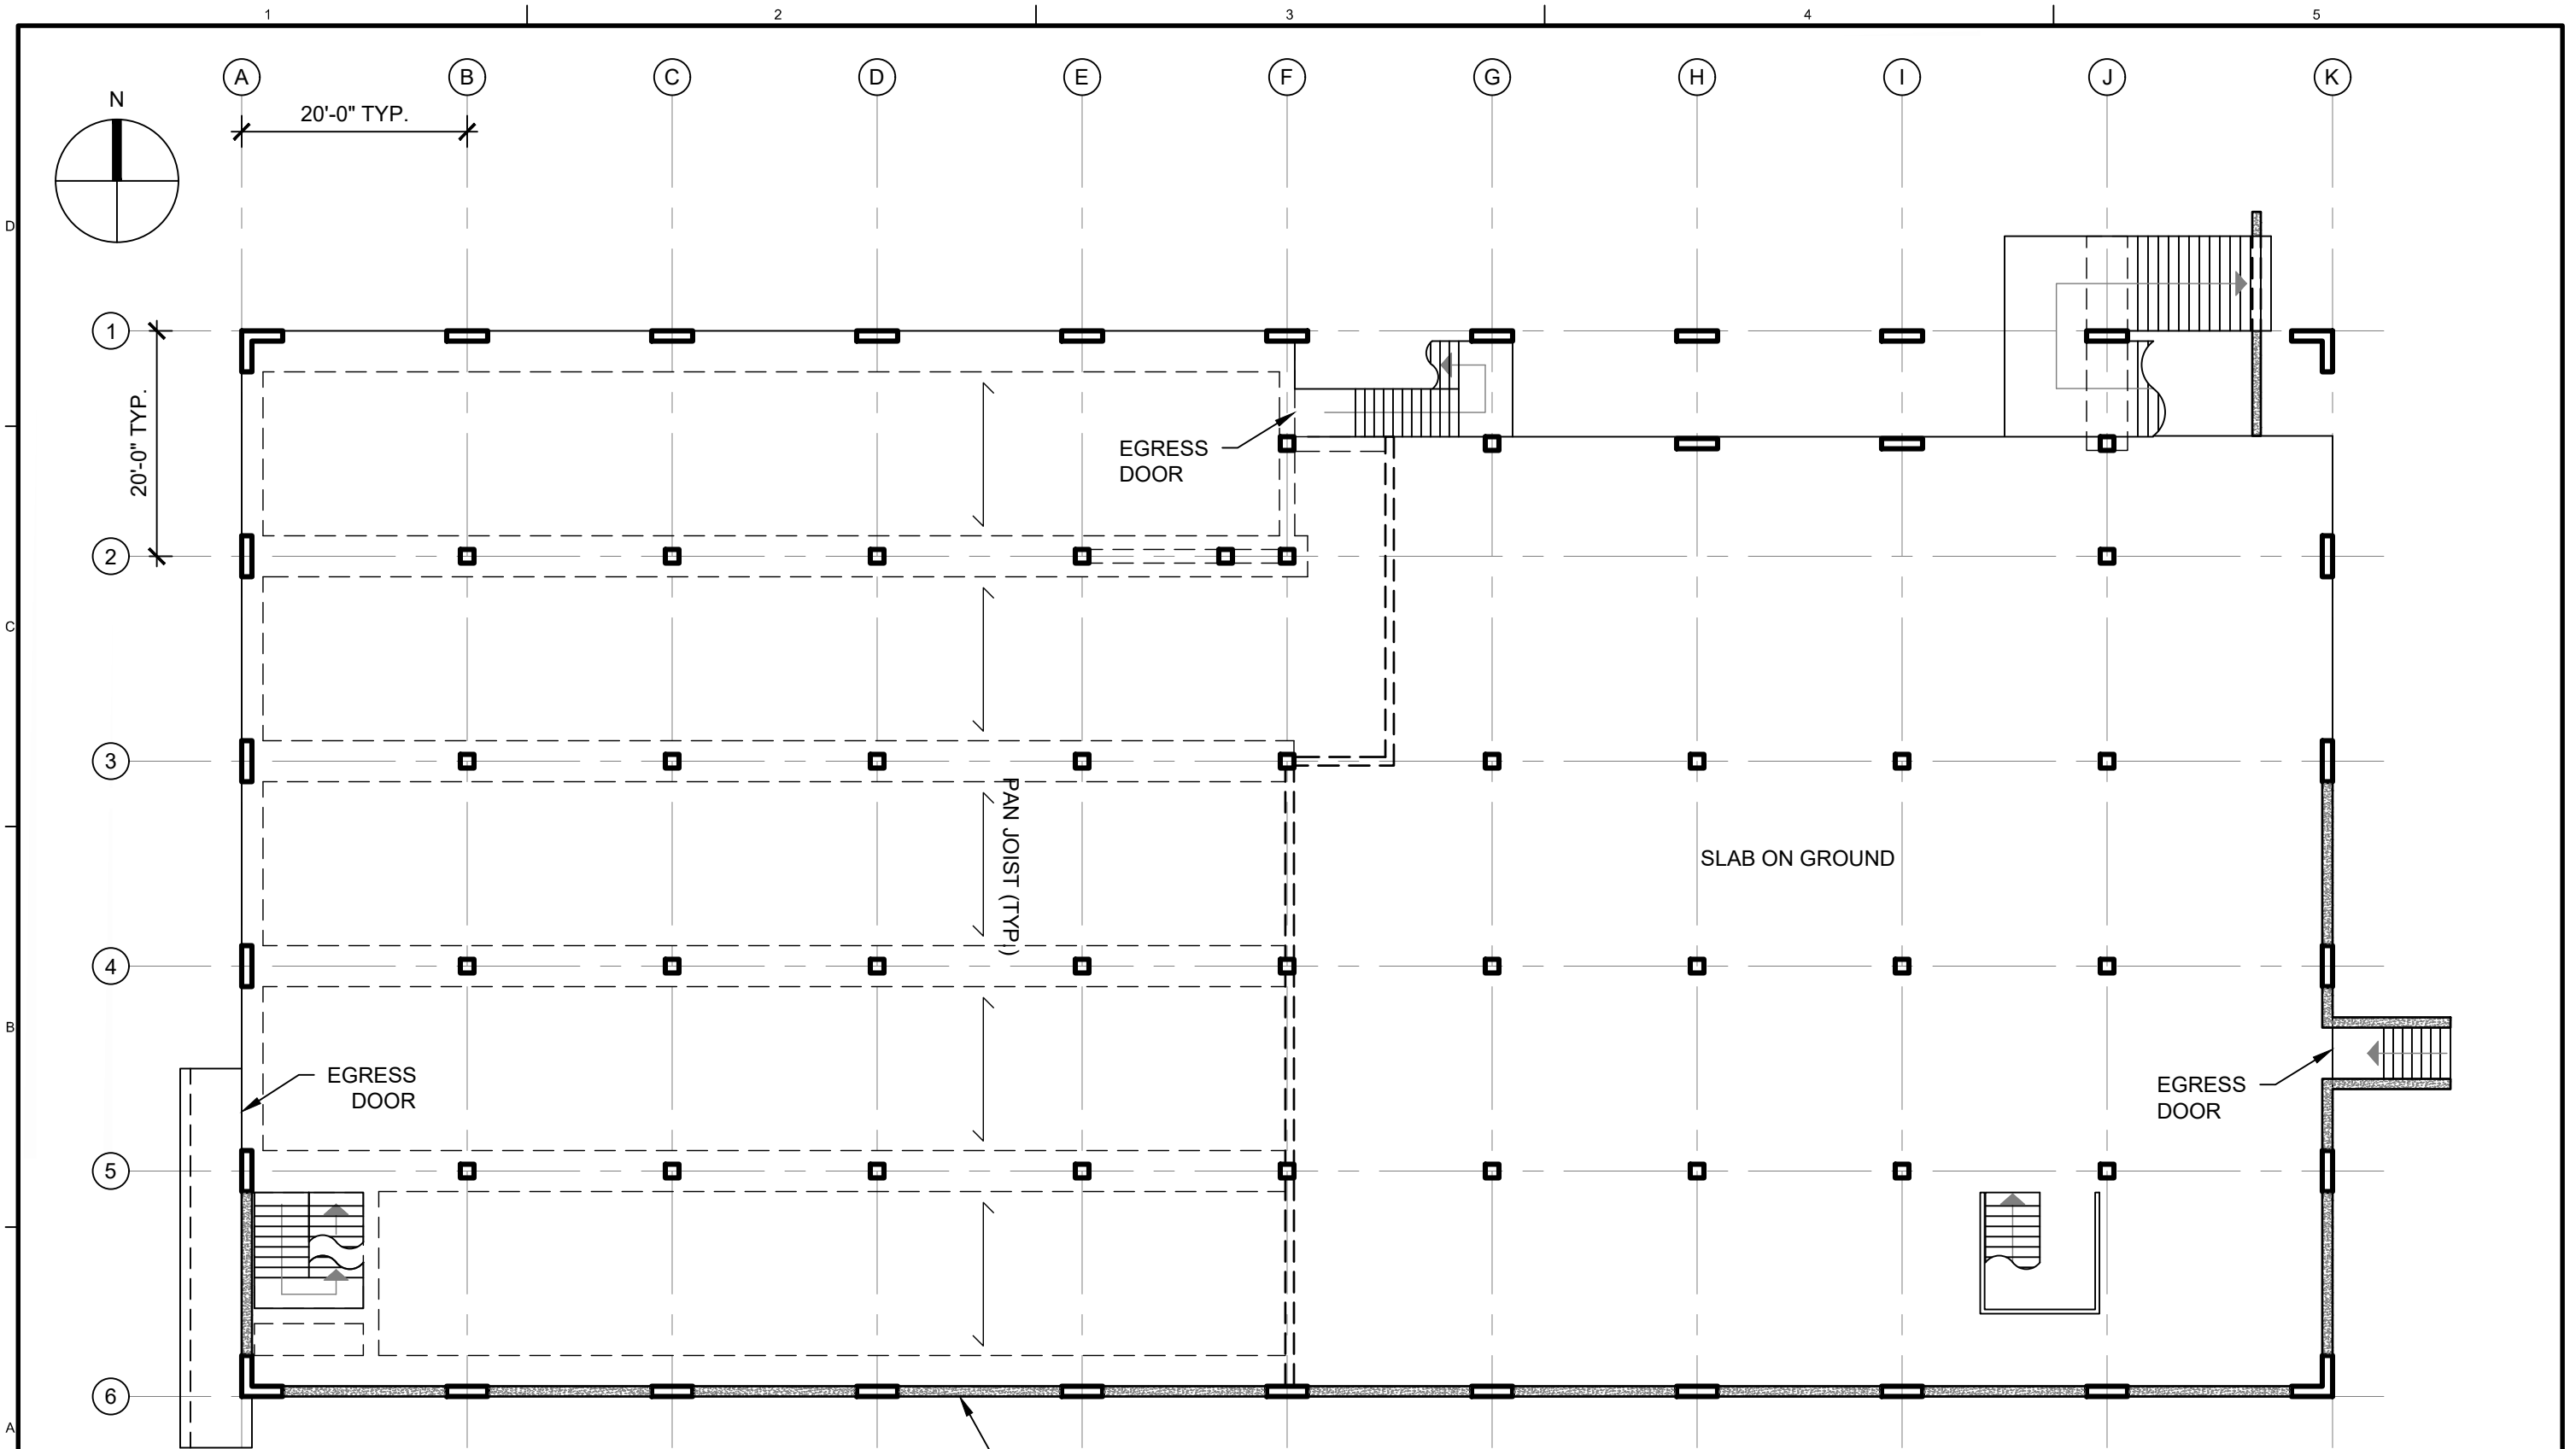 1 2 3 4 5
A B C D E F G H I J K
N
20'-0" TYP.
D
1
20'-0" TYP.
EGRESS
DOOR
2
C
3
PAN JOIST (TYP.)
SLAB ON GROUND
4
B
EGRESS
DOOR
EGRESS
DOOR
5
6
A